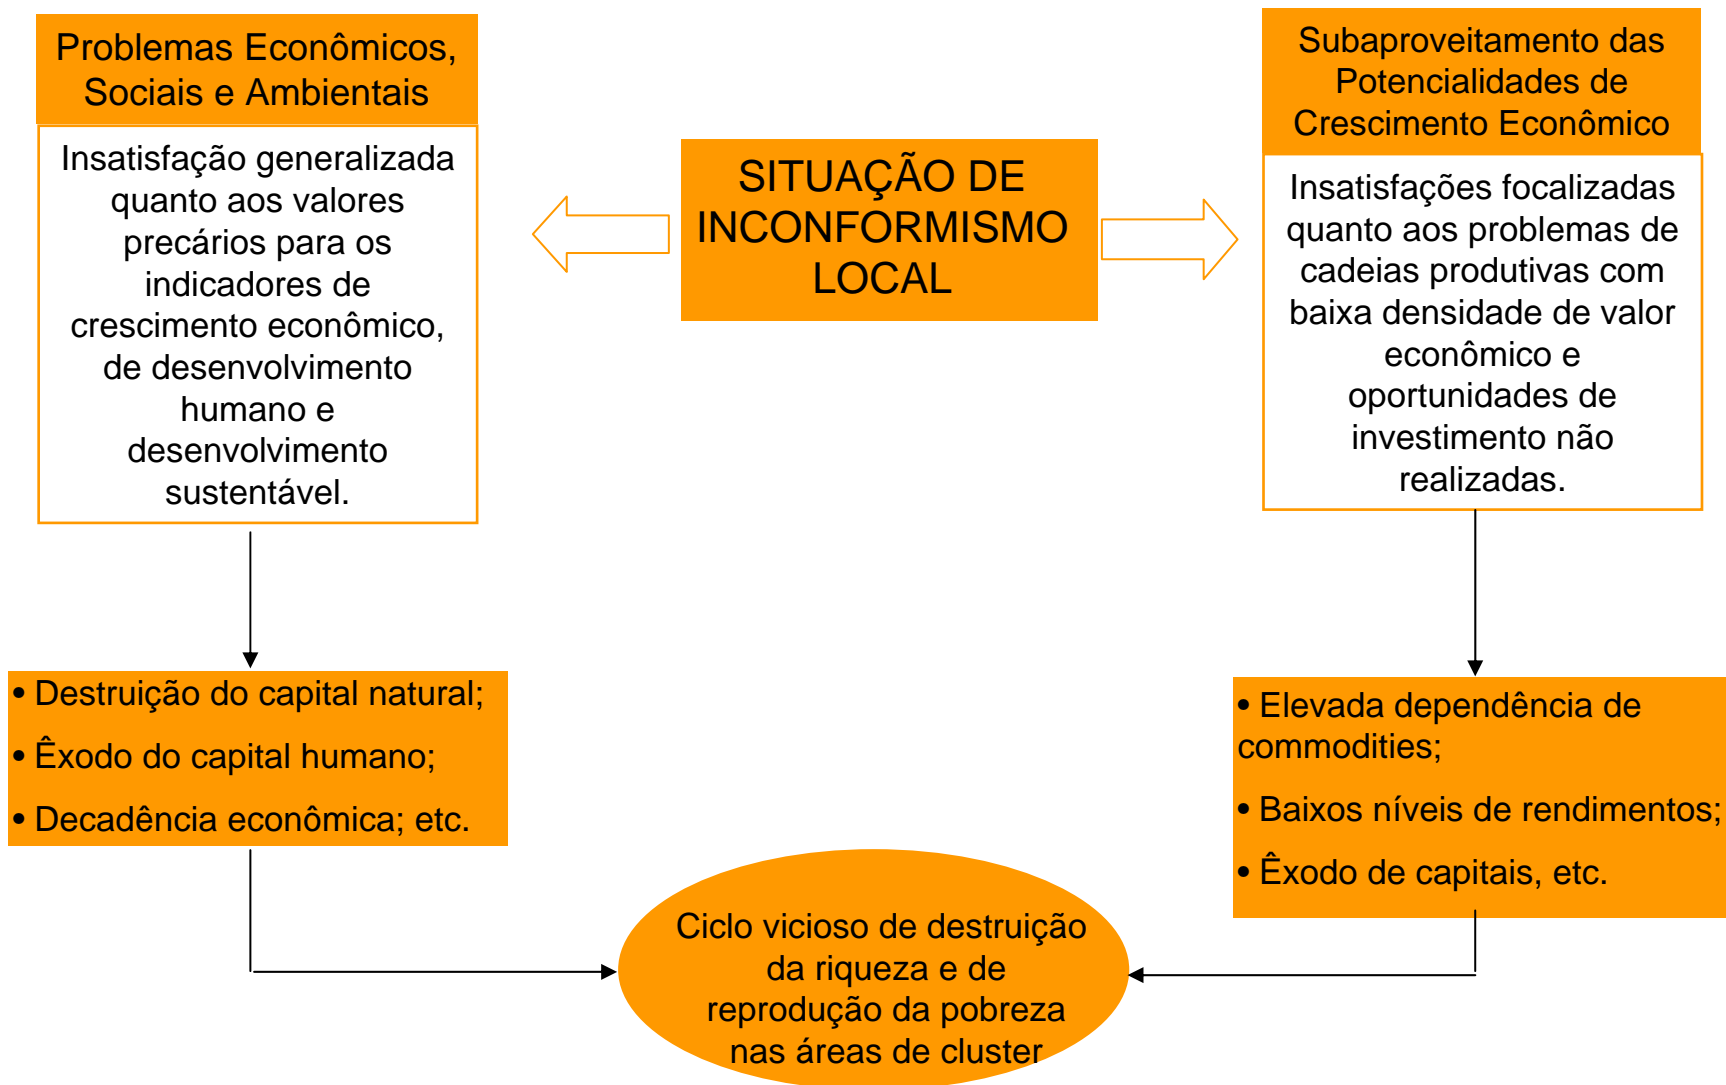 Problemas Econômicos,
Sociais e Ambientais
Insatisfação generalizada
quanto aos valores
precários para os
indicadores de
crescimento econômico,
de desenvolvimento
humano e
desenvolvimento
sustentável.
SITUAÇÃO DE
INCONFORMISMO
LOCAL
Subaproveitamento das
Potencialidades de
Crescimento Econômico
Insatisfações focalizadas
quanto aos problemas de
cadeias produtivas com
baixa densidade de valor
econômico e
oportunidades de
investimento não
realizadas.
• Destruição do capital natural;
• Êxodo do capital humano;
• Decadência econômica; etc.
• Elevada dependência de
commodities;
• Baixos níveis de rendimentos;
• Êxodo de capitais, etc.
Ciclo vicioso de destruição
da riqueza e de
reprodução da pobreza
nas áreas de cluster